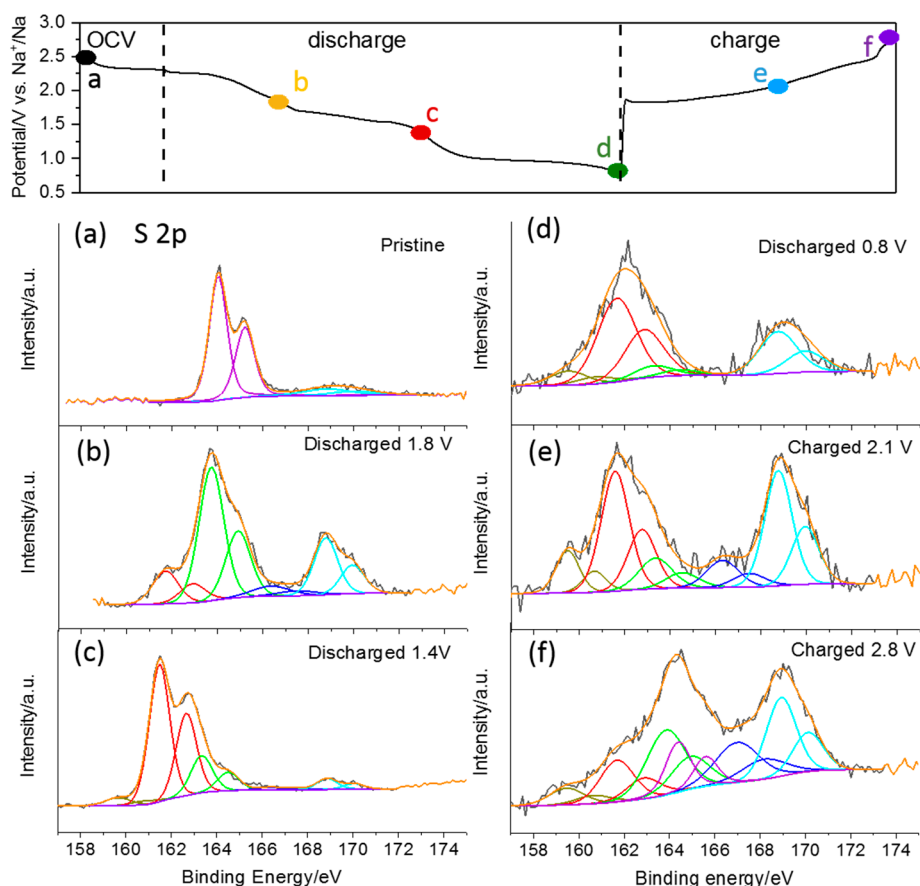 3.0
2.5
2.0
1.5
1.0
0.5
Potential/V vs. Na⁺/Na
OCV
discharge
charge
a
b
c
d
e
f
(a) S 2p
Pristine
Intensity/a.u.
(b)
Discharged 1.8 V
Intensity/a.u.
(c)
Discharged 1.4V
Intensity/a.u.
158 160 162 164 166 168 170 172 174
Binding Energy/eV
(d)
Discharged 0.8 V
Intensity/a.u.
(e)
Charged 2.1 V
Intensity/a.u.
(f)
Charged 2.8 V
Intensity/a.u.
158 160 162 164 166 168 170 172 174
Binding energy/eV